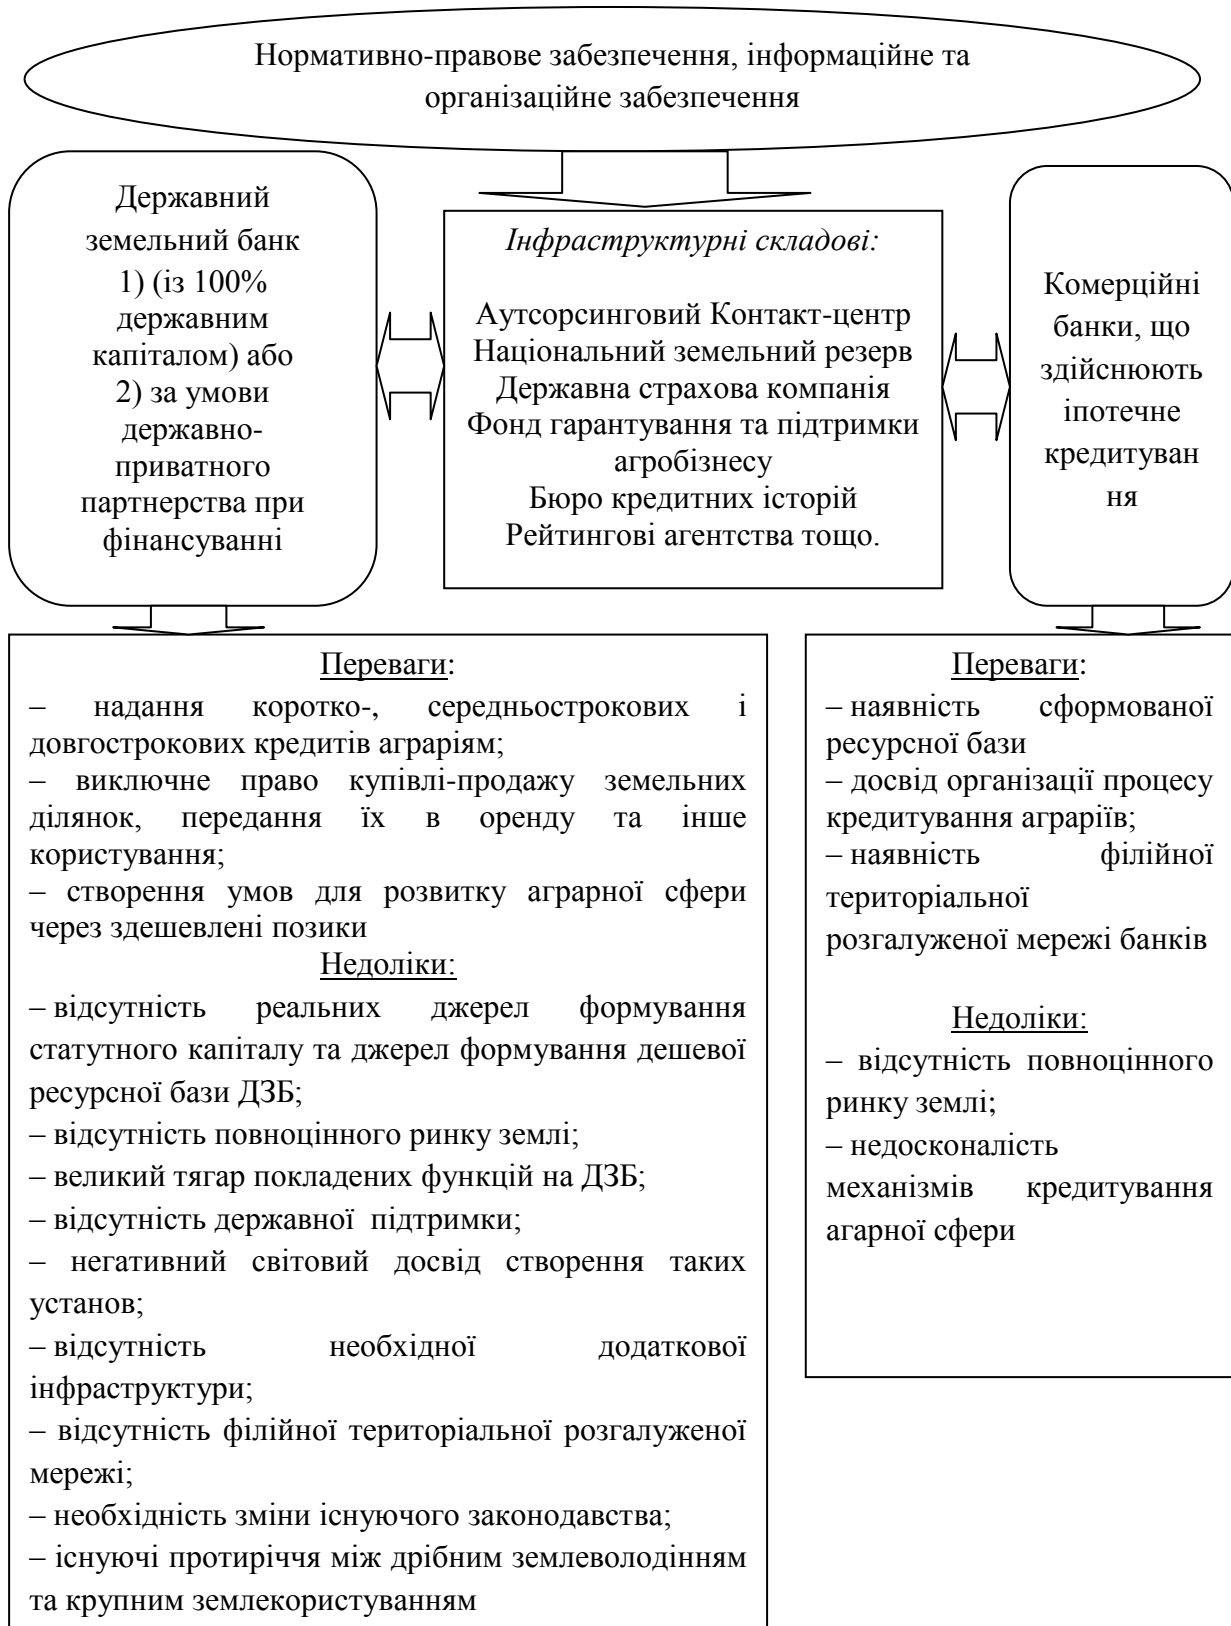 Нормативно-правове забезпечення, інформаційне та
організаційне забезпечення
Державний
земельний банк
1) (із 100%
державним
капіталом) або
2) за умови
державно-
приватного
партнерства при
фінансуванні
Інфраструктурні складові:
Аутсорсинговий Контакт-центр
Національний земельний резерв
Державна страхова компанія
Фонд гарантування та підтримки
агробізнесу
Бюро кредитних історій
Рейтингові агентства тощо.
Комерційні
банки, що
здійснюють
іпотечне
кредитуван
ня
Переваги:
– надання коротко-, середньострокових і
довгострокових кредитів аграріям;
– виключне право купівлі-продажу земельних
ділянок, передання їх в оренду та інше
користування;
– створення умов для розвитку аграрної сфери
через здешевлені позики
Недоліки:
– відсутність реальних джерел формування
статутного капіталу та джерел формування дешевої
ресурсної бази ДЗБ;
– відсутність повноцінного ринку землі;
– великий тягар покладених функцій на ДЗБ;
– відсутність державної підтримки;
– негативний світовий досвід створення таких
установ;
– відсутність необхідної додаткової
інфраструктури;
– відсутність філійної територіальної розгалуженої
мережі;
– необхідність зміни існуючого законодавства;
– існуючі протиріччя між дрібним землеволодінням
та крупним землекористуванням
Переваги:
– наявність сформованої
ресурсної бази
– досвід організації процесу
кредитування аграріїв;
– наявність філійної
територіальної
розгалуженої мережі банків
Недоліки:
– відсутність повноцінного
ринку землі;
– недосконалість
механізмів кредитування
агарної сфери